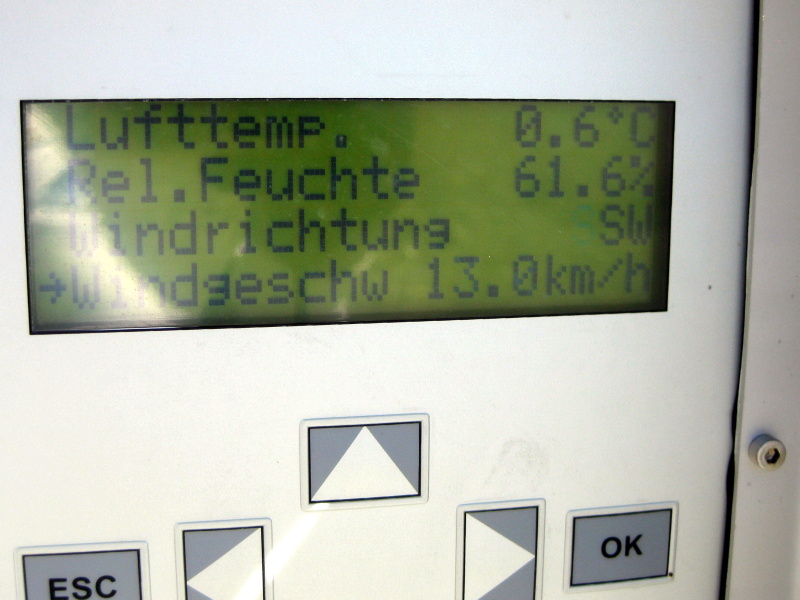 Lufttemp. 0.6°C
Rel.Feuchte 61.6%
Windrichtung SSW
→Windgeschw 13.0km/h
ESC
OK